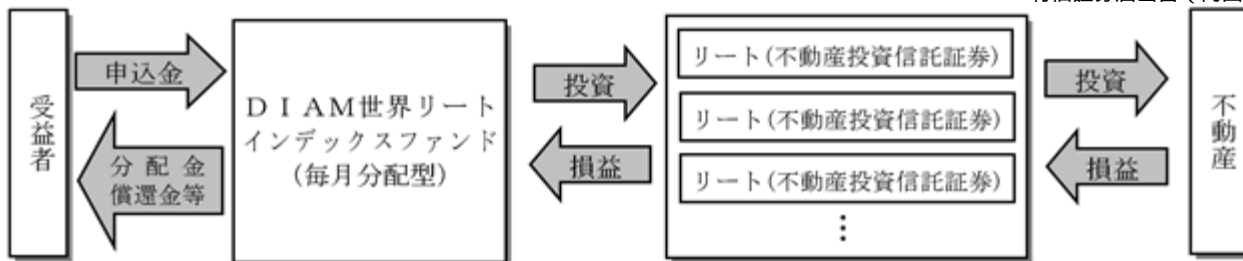 受益者
申込金
分配金
償還金等
ＤＩＡＭ世界リート
インデックスファンド
(毎月分配型)
投資
損益
リート(不動産投資信託証券)
リート(不動産投資信託証券)
リート(不動産投資信託証券)
⋮
投資
損益
不動産